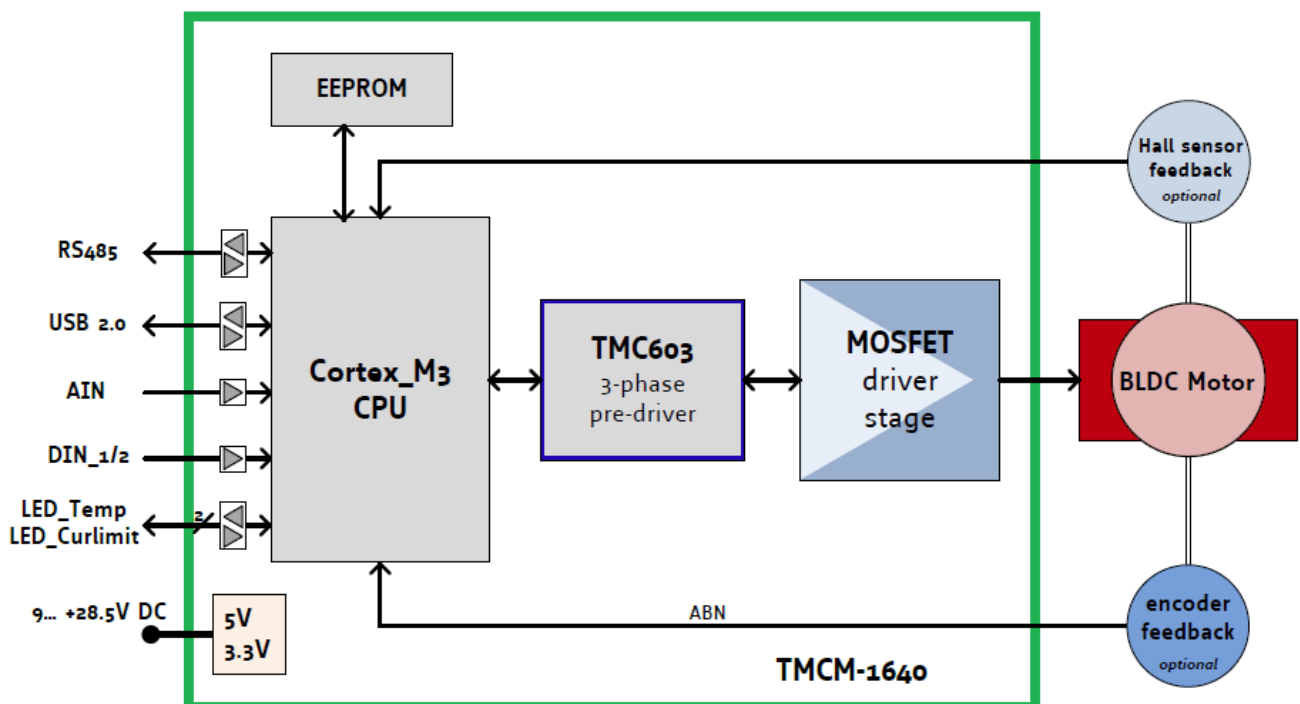 EEPROM
Hall sensor
feedback
optional
RS485
USB 2.0
AIN
DIN_1/2
LED_Temp
LED_Curlimit
2
Cortex_M3
CPU
TMC603
3-phase
pre-driver
MOSFET
driver
stage
BLDC Motor
9... +28.5V DC
5V
3.3V
ABN
encoder
feedback
optional
TMCM-1640